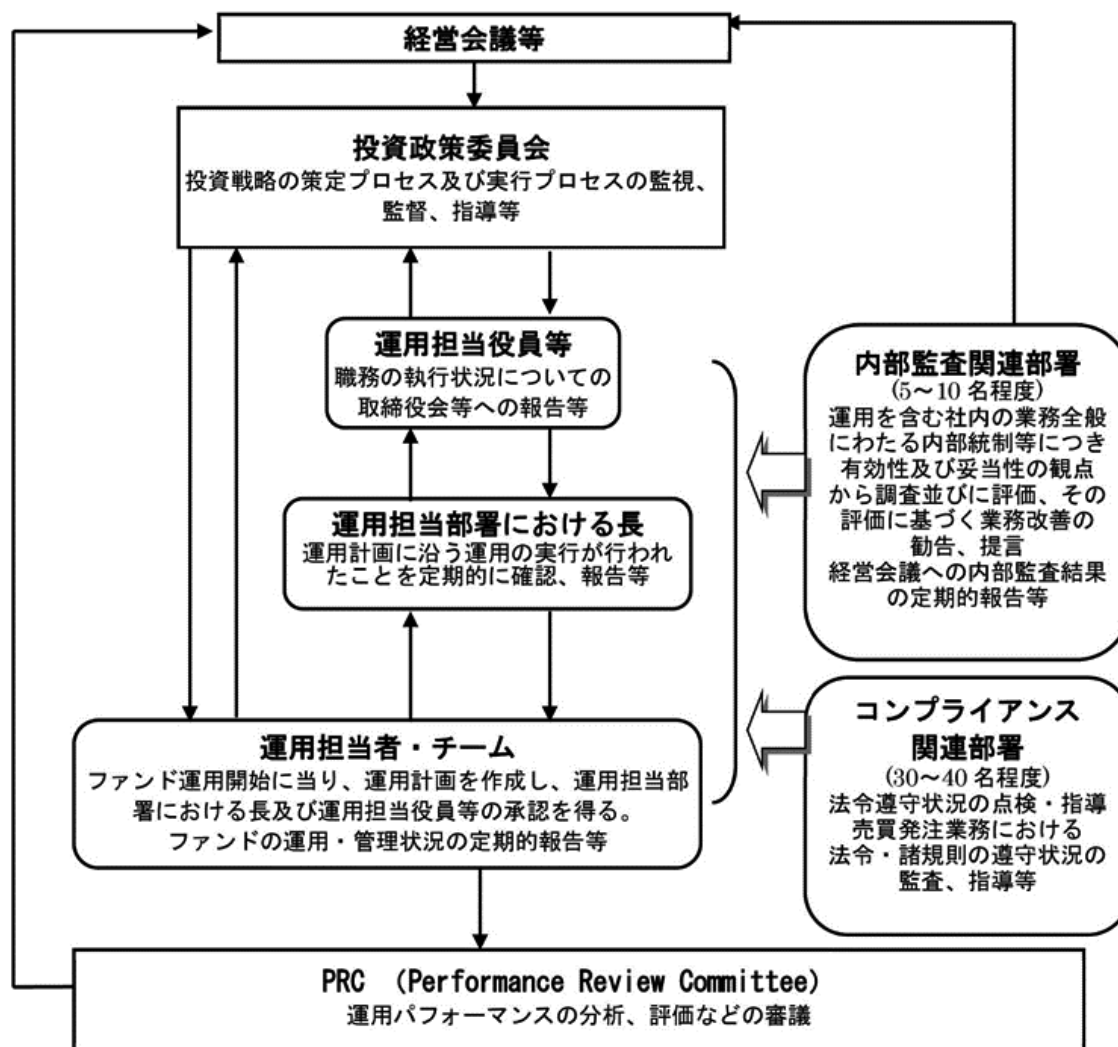 経営会議等
投資政策委員会
投資戦略の策定プロセス及び実行プロセスの監視、
監督、指導等
運用担当役員等
職務の執行状況についての
取締役会等への報告等
運用担当部署における長
運用計画に沿う運用の実行が行われ
たことを定期的に確認、報告等
運用担当者・チーム
ファンド運用開始に当り、運用計画を作成し、運用担当部
署における長及び運用担当役員等の承認を得る。
ファンドの運用・管理状況の定期的報告等
内部監査関連部署
(5～10 名程度)
運用を含む社内の業務全般
にわたる内部統制等につき
有効性及び妥当性の観点
から調査並びに評価、その
評価に基づく業務改善の
勧告、提言
経営会議への内部監査結果
の定期的報告等
コンプライアンス
関連部署
(30～40 名程度)
法令遵守状況の点検・指導
売買発注業務における
法令・諸規則の遵守状況の
監査、指導等
PRC （Performance Review Committee)
運用パフォーマンスの分析、評価などの審議